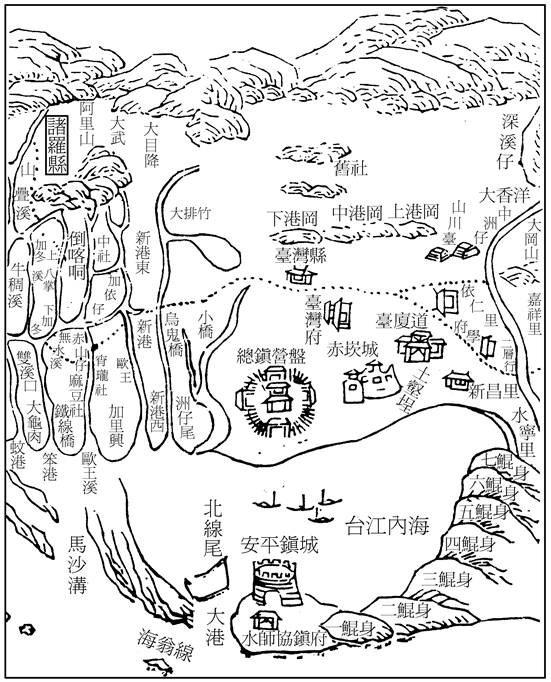 阿里山
大武
大目降
諸羅縣
深溪仔
山疊溪
舊社
大香洋
中洲仔
大岡山
嘉祥里
大排竹
下港岡
中港岡
上港岡
山川臺
臺灣縣
倒咯嘓
中社
新港東
加冬溪
上八掌
下加冬
牛稠溪
加依仔
臺灣府
依仁里
府學
二層行
臺廈道
新港
烏鬼橋
小橋
無水溪
赤山仔
麻豆社
肯瓏社
歐王
總鎮營盤
赤崁城
土墼埕
新昌里
雙溪口
大龜肉
鐵線橋
加里興
新港西
洲仔尾
永寧里
蚊港
笨港
歐王溪
七鯤身
六鯤身
五鯤身
四鯤身
三鯤身
二鯤身
一鯤身
馬沙溝
北線尾
台江內海
安平鎮城
大港
水師協鎮府
海翁線